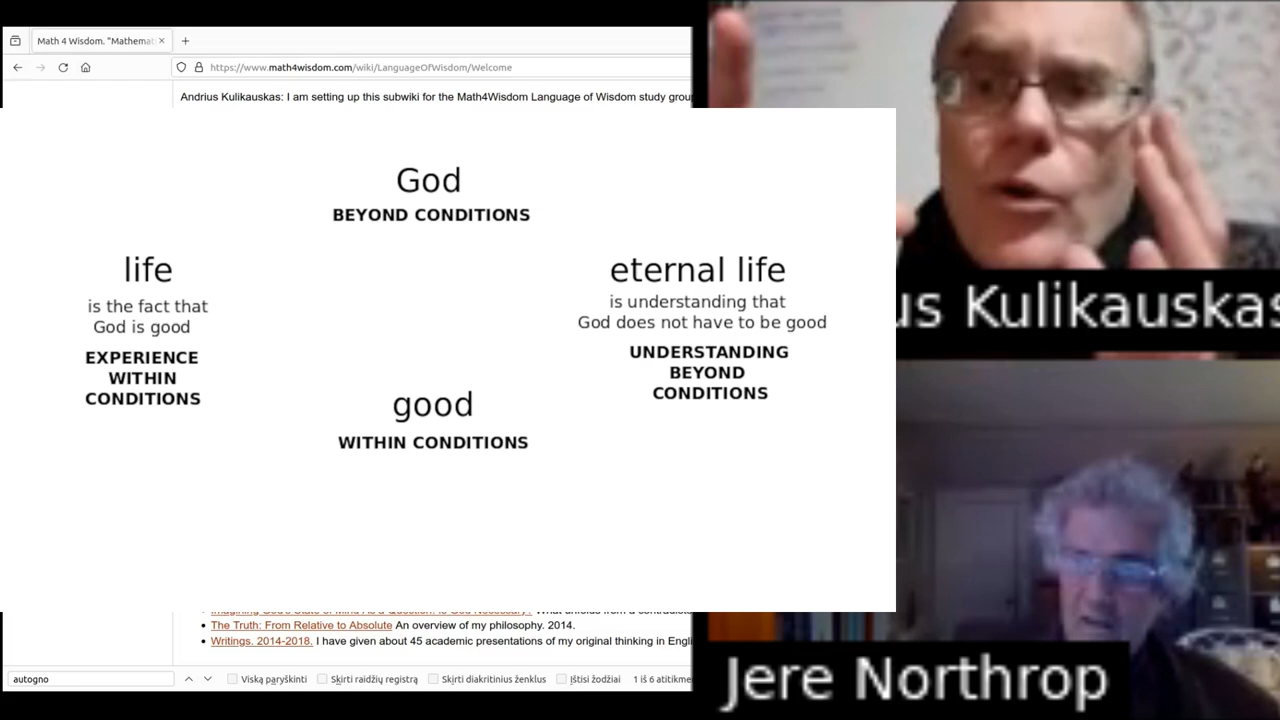 Math 4 Wisdom. "Mathemat
https://www.math4wisdom.com/wiki/LanguageOfWisdom/Welcome
Andrius Kulikauskas: I am setting up this subwiki for the Math4Wisdom Language of Wisdom study grou
God
BEYOND CONDITIONS
life
is the fact that
God is good
EXPERIENCE
WITHIN
CONDITIONS
eternal life
is understanding that
God does not have to be good
UNDERSTANDING
BEYOND
CONDITIONS
good
WITHIN CONDITIONS
us Kulikauskas
The Truth: From Relative to Absolute An overview of my philosophy. 2014.
Writings. 2014-2018. I have given about 45 academic presentations of my original thinking in Engli
autogno
Viską paryškinti
Skirti raidžių registrą
Skirti diakritinius ženklus
Ištisi žodžiai
1 iš 6 atitikme
Jere Northrop